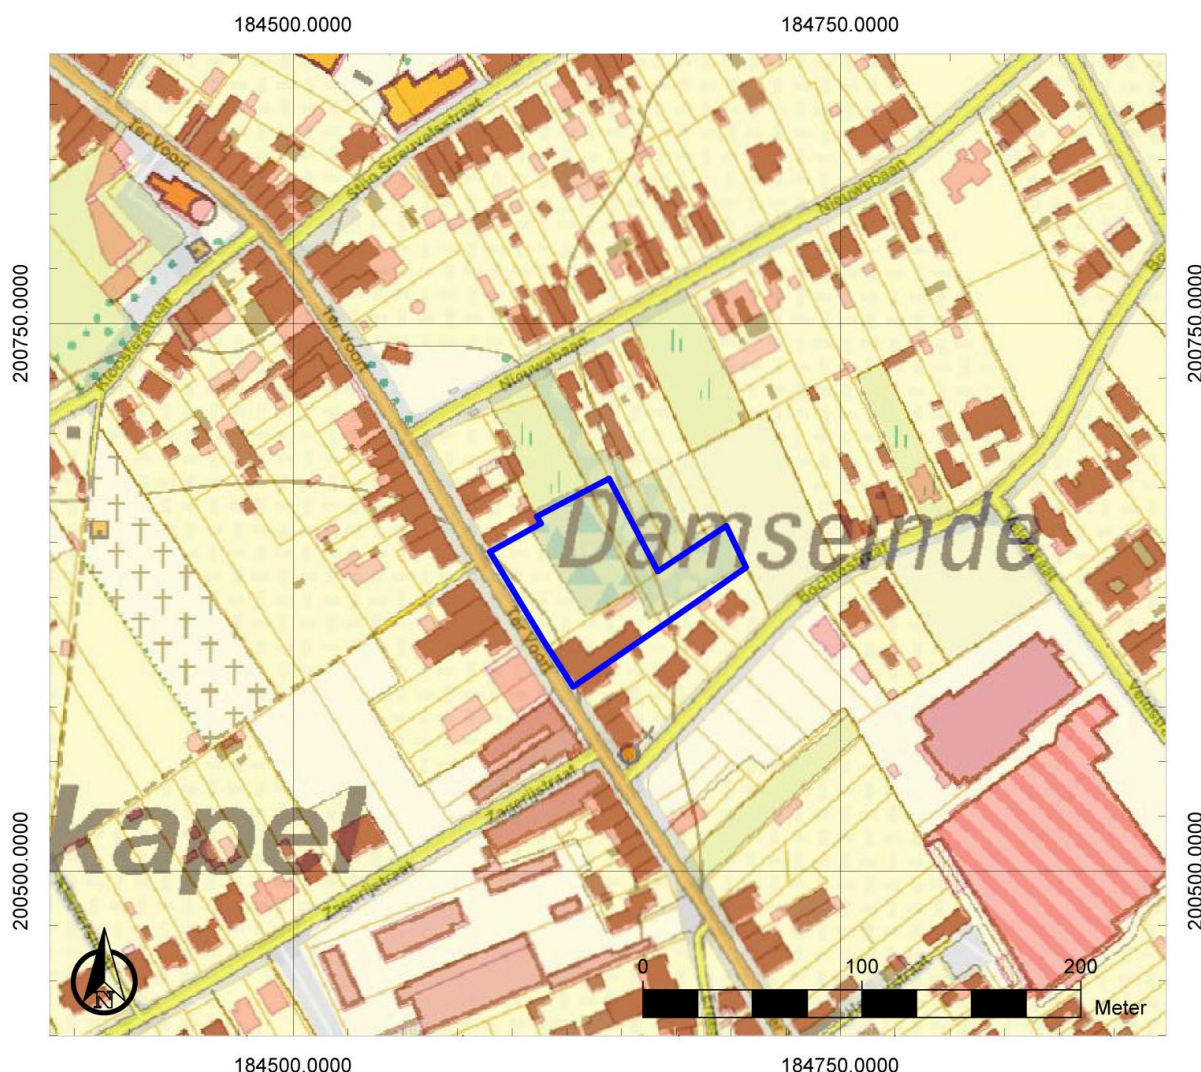 184500.0000
184750.0000
Ter Voort
Stijn Streuvelsstraat
Nieuwebaan
200750.0000
200750.0000
Kloosterstraat
Ter Voort
Nieuwebaan
Damseinde
Ter Voort
kapel
Zagerijstraat
Zagerijstraat
200500.0000
200500.0000
0
100
200
Meter
N
184500.0000
184750.0000